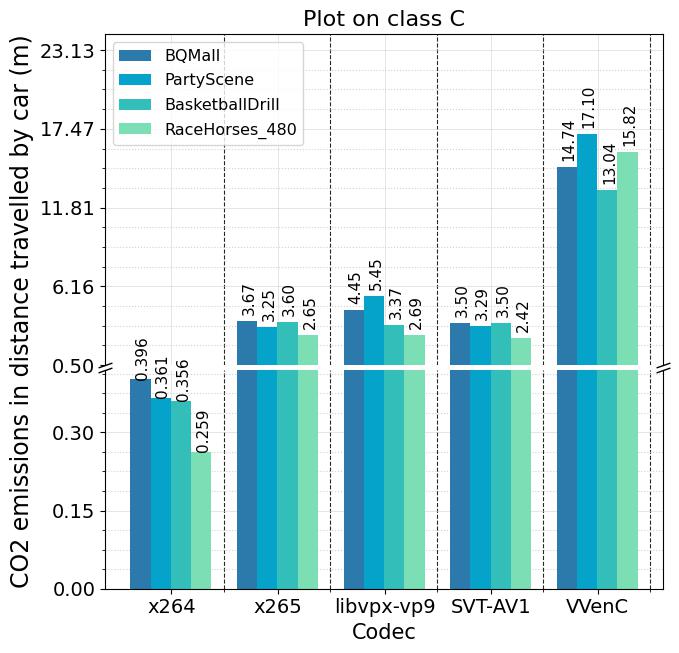 Plot on class C
CO2 emissions in distance travelled by car (m)
23.13
17.47
11.81
6.16
0.50
0.30
0.15
0.00
BQMall
PartyScene
BasketballDrill
RaceHorses_480
0.396
0.361
0.356
0.259
3.67
3.25
3.60
2.65
4.45
5.45
3.37
2.69
3.50
3.29
3.50
2.42
14.74
17.10
13.04
15.82
x264
x265
libvpx-vp9
SVT-AV1
VVenC
Codec